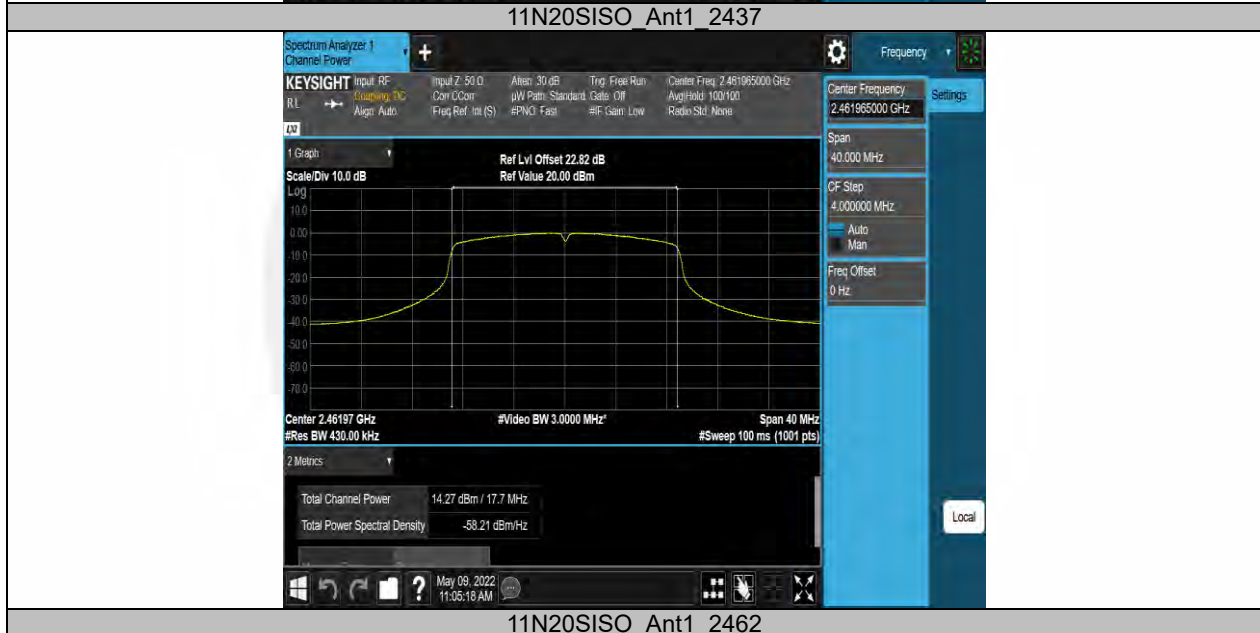 11N20SISO_Ant1_2437
Spectrum Analyzer 1
Channel Power
+
Frequency
KEYSIGHT
RL
Input: RF
Coupling: DC
Align: Auto
Input Z: 50 Ω
Corr CCorr
Freq Ref: Int (S)
Atten: 30 dB
µW Path: Standard
#PNO: Fast
Trig: Free Run
Gate: Off
#IF Gain: Low
Center Freq: 2.461965000 GHz
Avg|Hold: 100/100
Radio Std: None
Center Frequency
2.461965000 GHz
Settings
Span
40.000 MHz
CF Step
4.000000 MHz
Auto
Man
Freq Offset
0 Hz
Local
1 Graph
Scale/Div 10.0 dB
Ref Lvl Offset 22.82 dB
Ref Value 20.00 dBm
Log
10.0
0.00
-10.0
-20.0
-30.0
-40.0
-50.0
-60.0
-70.0
Center 2.46197 GHz
#Res BW 430.00 kHz
#Video BW 3.0000 MHz*
Span 40 MHz
#Sweep 100 ms (1001 pts)
2 Metrics
Total Channel Power 14.27 dBm / 17.7 MHz
Total Power Spectral Density -58.21 dBm/Hz
?
May 09, 2022
11:05:18 AM
11N20SISO_Ant1_2462